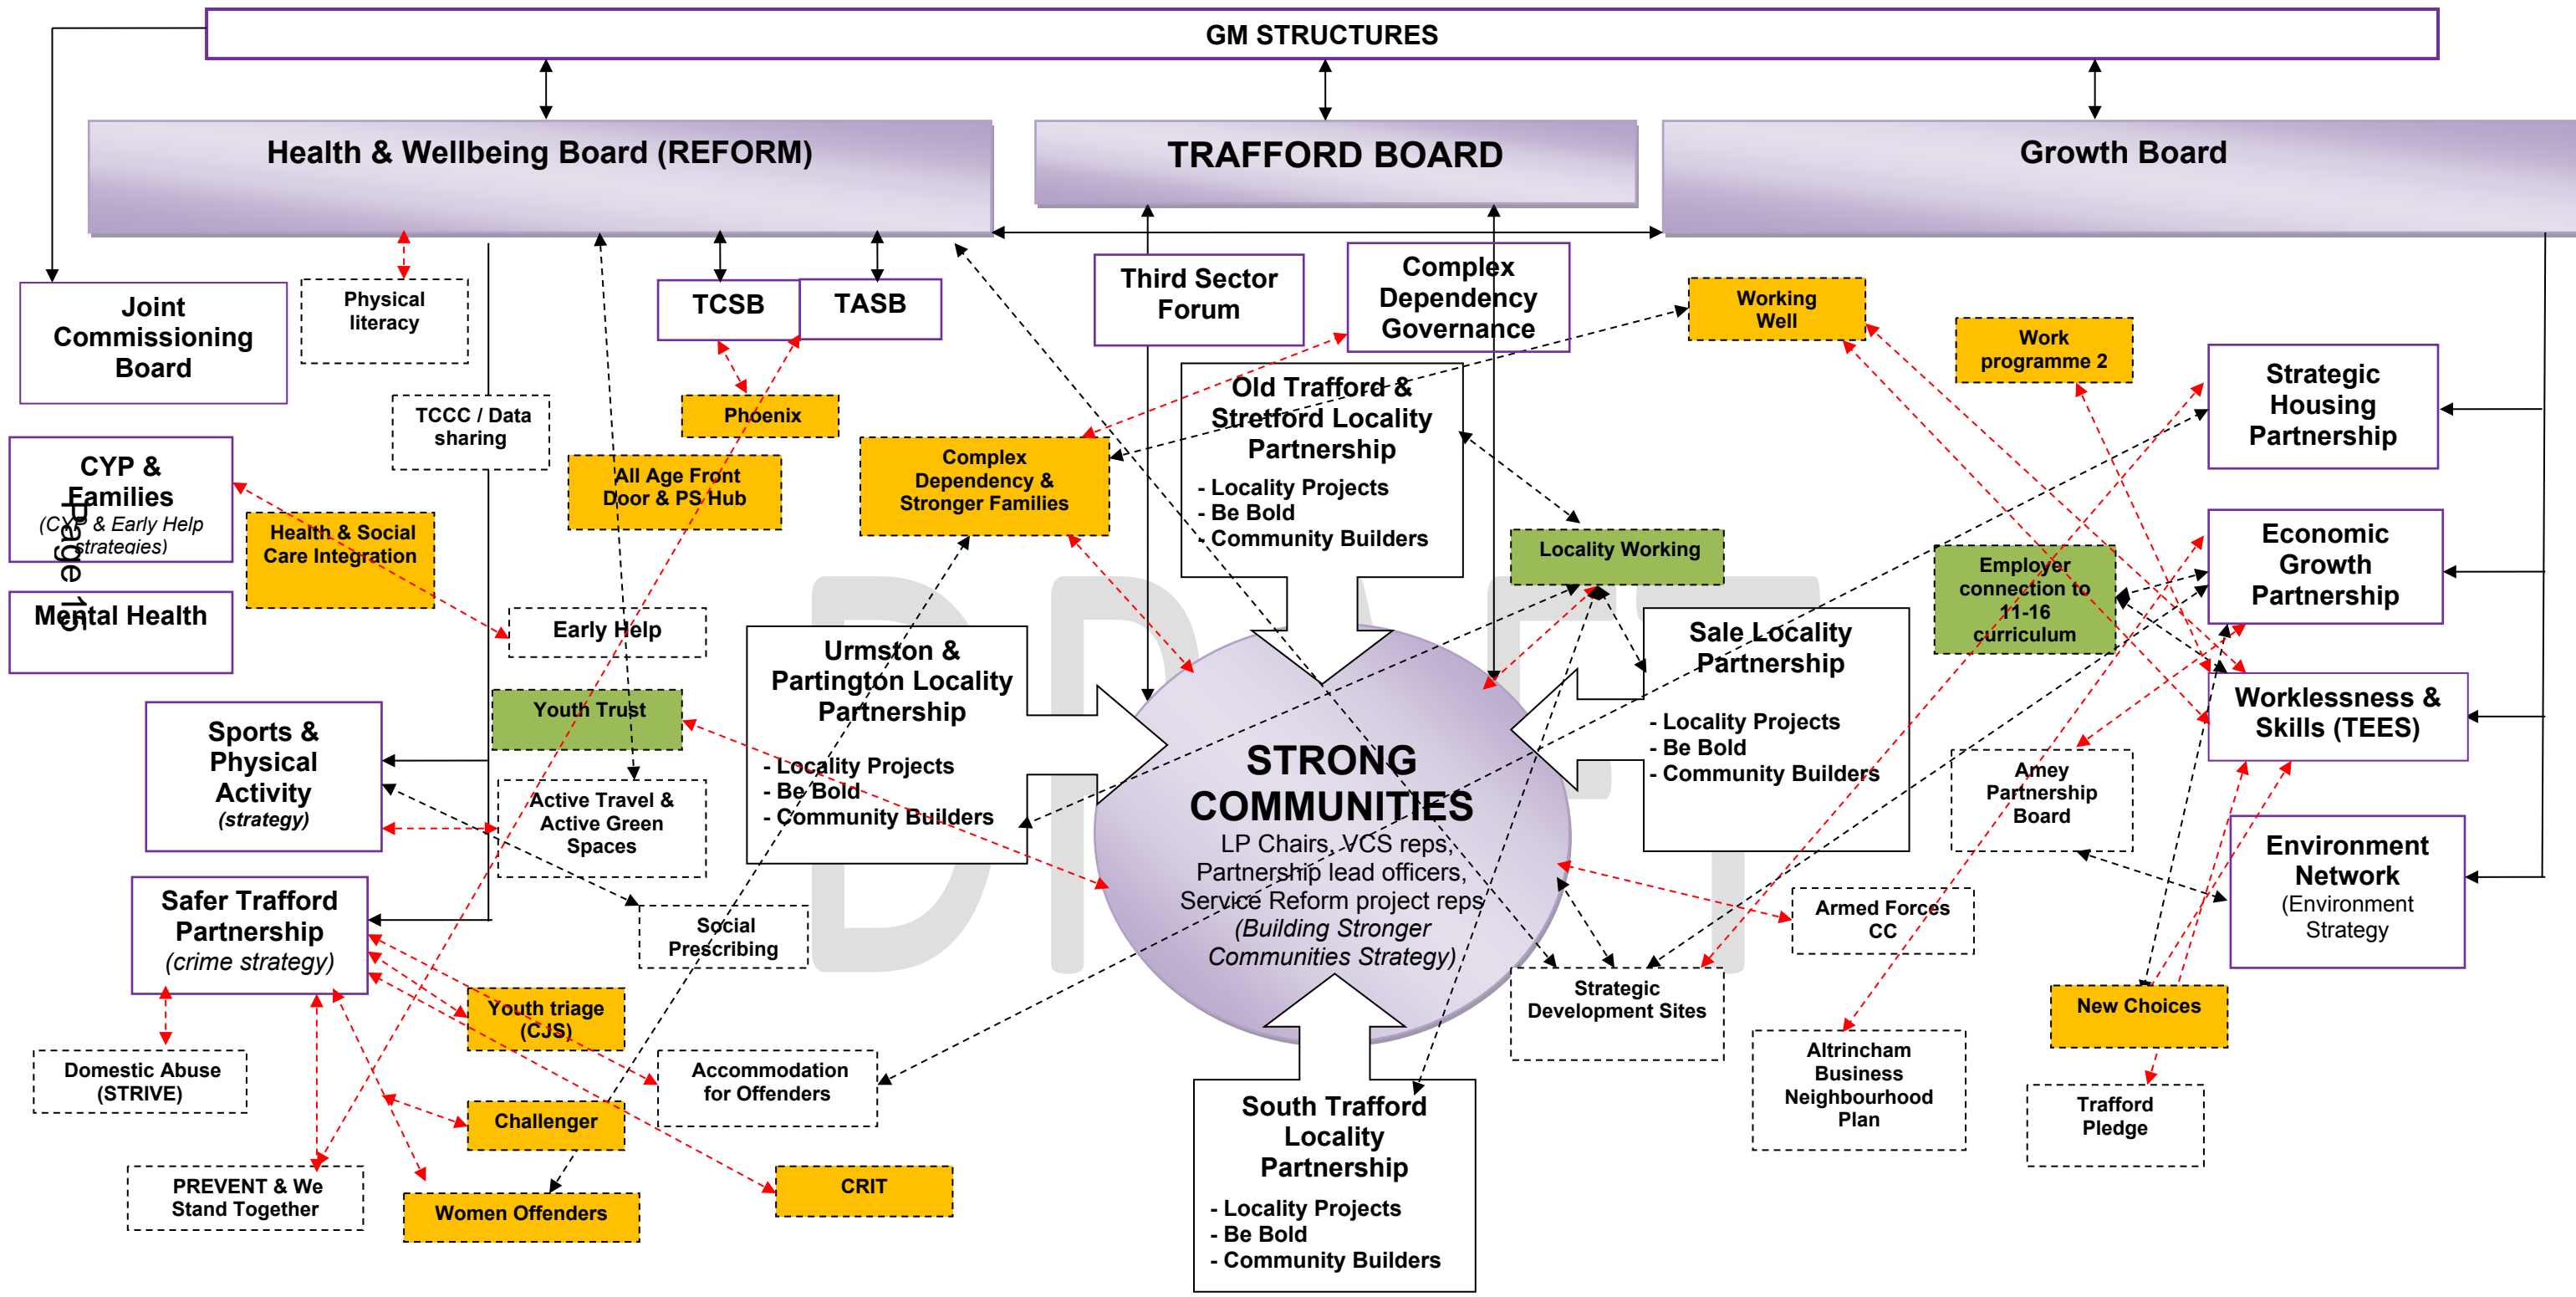 GM STRUCTURES
Health & Wellbeing Board (REFORM)
TRAFFORD BOARD
Growth Board
Joint
Commissioning
Board
Physical
literacy
TCSB
TASB
Third Sector
Forum
Complex
Dependency
Governance
Working
Well
Work
programme 2
Strategic
Housing
Partnership
TCCC / Data
sharing
Phoenix
Old Trafford &
Stretford Locality
Partnership
- Locality Projects
- Be Bold
- Community Builders
CYP &
Families
(CYP & Early Help
strategies)
Page 15
Health & Social
Care Integration
All Age Front
Door & PS Hub
Complex
Dependency &
Stronger Families
Locality Working
Employer
connection to
11-16
curriculum
Economic
Growth
Partnership
Mental Health
Early Help
Urmston &
Partington Locality
Partnership
- Locality Projects
- Be Bold
- Community Builders
Sale Locality
Partnership
- Locality Projects
- Be Bold
- Community Builders
Worklessness &
Skills (TEES)
Sports &
Physical
Activity
(strategy)
Youth Trust
Active Travel &
Active Green
Spaces
STRONG
COMMUNITIES
LP Chairs, VCS reps,
Partnership lead officers,
Service Reform project reps
(Building Stronger
Communities Strategy)
Amey
Partnership
Board
Environment
Network
(Environment
Strategy
Safer Trafford
Partnership
(crime strategy)
Social
Prescribing
Armed Forces
CC
Strategic
Development Sites
Youth triage
(CJS)
New Choices
Domestic Abuse
(STRIVE)
Accommodation
for Offenders
Altrincham
Business
Neighbourhood
Plan
Trafford
Pledge
Challenger
South Trafford
Locality
Partnership
- Locality Projects
- Be Bold
- Community Builders
PREVENT & We
Stand Together
Women Offenders
CRIT
DRAFT